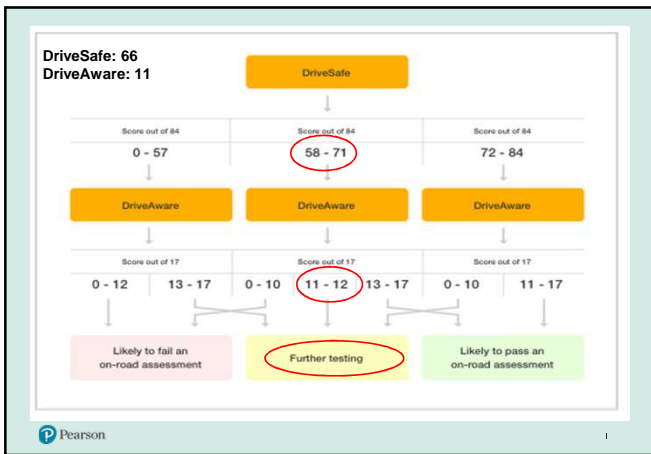 DriveSafe: 66
DriveAware: 11
DriveSafe
Score out of 84
Score out of 84
Score out of 84
0 - 57
58 - 71
72 - 84
DriveAware
DriveAware
DriveAware
Score out of 17
Score out of 17
Score out of 17
0 - 12
13 - 17
0 - 10
11 - 12
13 - 17
0 - 10
11 - 17
Likely to fail an
on-road assessment
Further testing
Likely to pass an
on-road assessment
Pearson